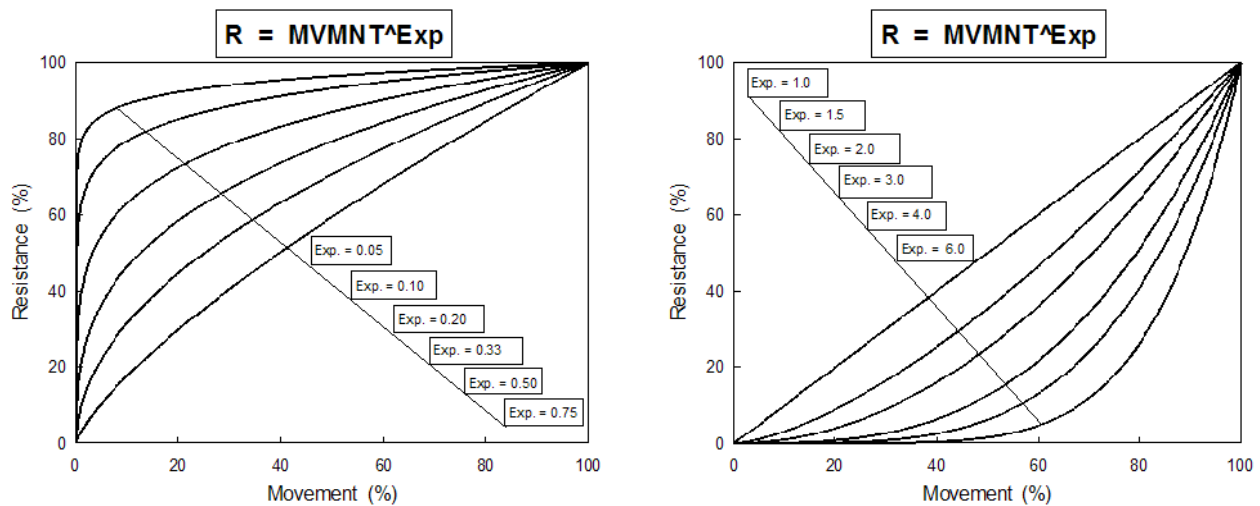 R = MVMNT^Exp
100
80
60
40
20
0
Resistance (%)
Exp. = 0.05
Exp. = 0.10
Exp. = 0.20
Exp. = 0.33
Exp. = 0.50
Exp. = 0.75
0 20 40 60 80 100
Movement (%)
R = MVMNT^Exp
100
80
60
40
20
0
Resistance (%)
Exp. = 1.0
Exp. = 1.5
Exp. = 2.0
Exp. = 3.0
Exp. = 4.0
Exp. = 6.0
0 20 40 60 80 100
Movement (%)